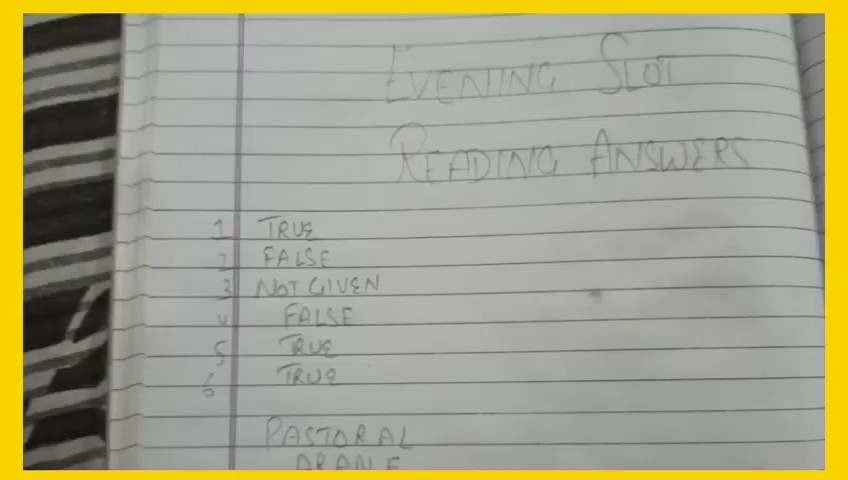 EVENING SLOT
READING ANSWERS
1 TRUE
2 FALSE
3 NOT GIVEN
4 FALSE
5 TRUE
6 TRUE
PASTORAL